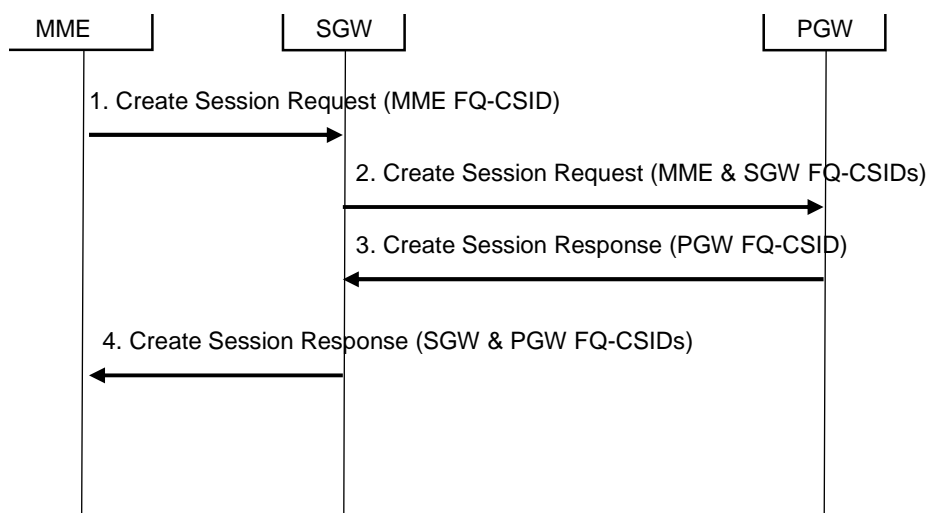 MME
SGW
PGW
1. Create Session Request (MME FQ-CSID)
2. Create Session Request (MME & SGW FQ-CSIDs)
3. Create Session Response (PGW FQ-CSID)
4. Create Session Response (SGW & PGW FQ-CSIDs)